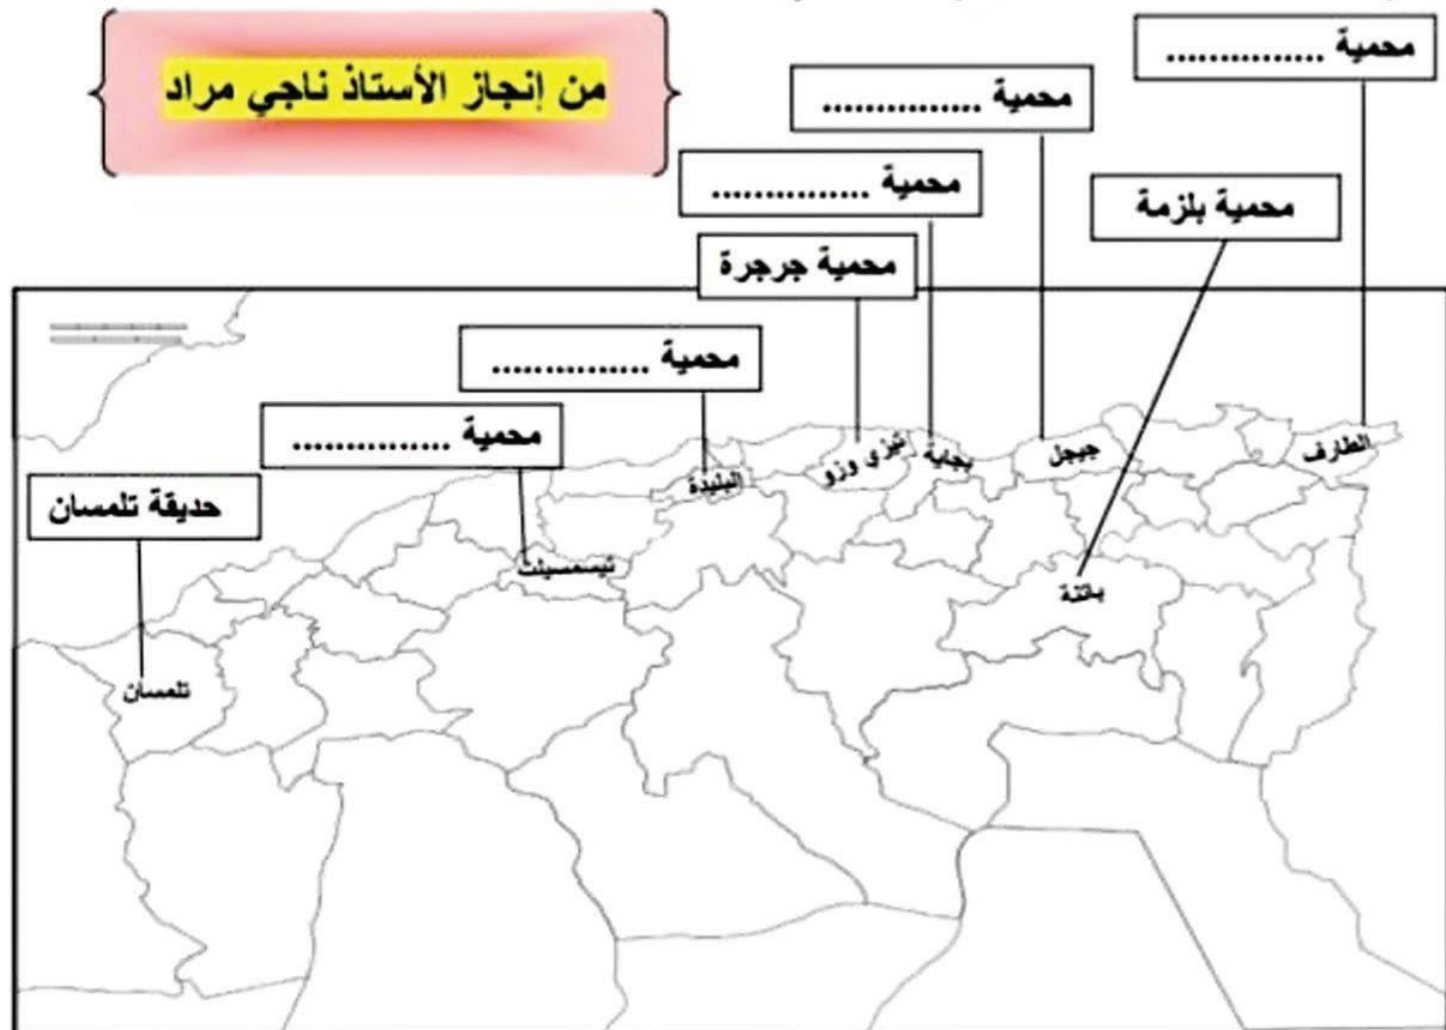 محمية ...............
من إنجاز الأستاذ ناجي مراد
محمية ...............
محمية ...............
محمية بلزمة
محمية جرجرة
محمية ...............
محمية ...............
حديقة تلمسان
الطارف
جيجل
بجاية
تيزي وزو
البليدة
تيسمسيلت
باتنة
تلمسان